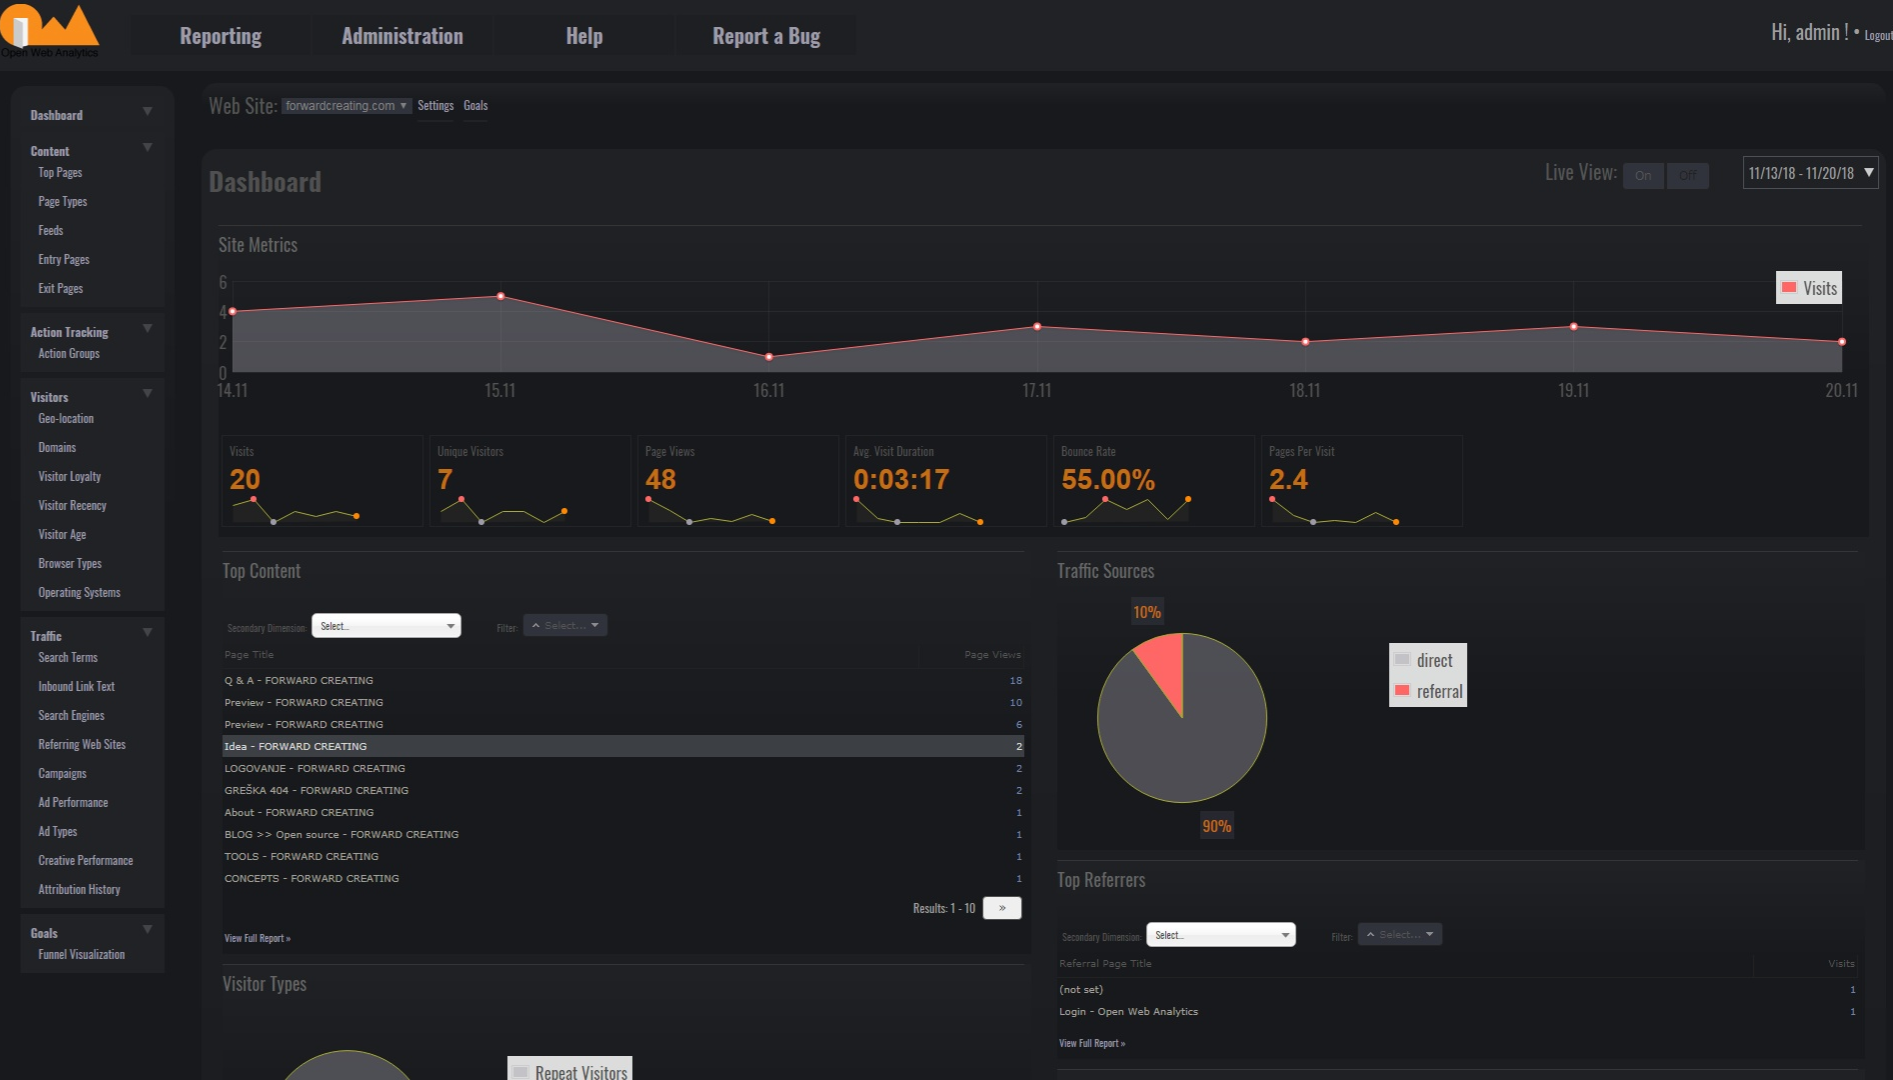 Open Web Analytics
Reporting
Administration
Help
Report a Bug
Hi, admin ! • Logout
Dashboard
Content
Top Pages
Page Types
Feeds
Entry Pages
Exit Pages
Action Tracking
Action Groups
Visitors
Geo-location
Domains
Visitor Loyalty
Visitor Recency
Visitor Age
Browser Types
Operating Systems
Traffic
Search Terms
Inbound Link Text
Search Engines
Referring Web Sites
Campaigns
Ad Performance
Ad Types
Creative Performance
Attribution History
Goals
Funnel Visualization
Web Site: forwardcreating.com Settings Goals
Dashboard
Live View: On Off
11/13/18 - 11/20/18
Site Metrics
6
4
2
0
Visits
14.11 15.11 16.11 17.11 18.11 19.11 20.11
Visits
20
Unique Visitors
7
Page Views
48
Avg. Visit Duration
0:03:17
Bounce Rate
55.00%
Pages Per Visit
2.4
Top Content
Secondary Dimension: Select... Filter: Select...
Page Title Page Views
Q & A - FORWARD CREATING 18
Preview - FORWARD CREATING 10
Preview - FORWARD CREATING 6
Idea - FORWARD CREATING 2
LOGOVANJE - FORWARD CREATING 2
GREŠKA 404 - FORWARD CREATING 2
About - FORWARD CREATING 1
BLOG >> Open source - FORWARD CREATING 1
TOOLS - FORWARD CREATING 1
CONCEPTS - FORWARD CREATING 1
Results: 1 - 10 »
View Full Report »
Visitor Types
Repeat Visitors
Traffic Sources
10%
direct
referral
90%
Top Referrers
Secondary Dimension: Select... Filter: Select...
Referral Page Title Visits
(not set) 1
Login - Open Web Analytics 1
View Full Report »